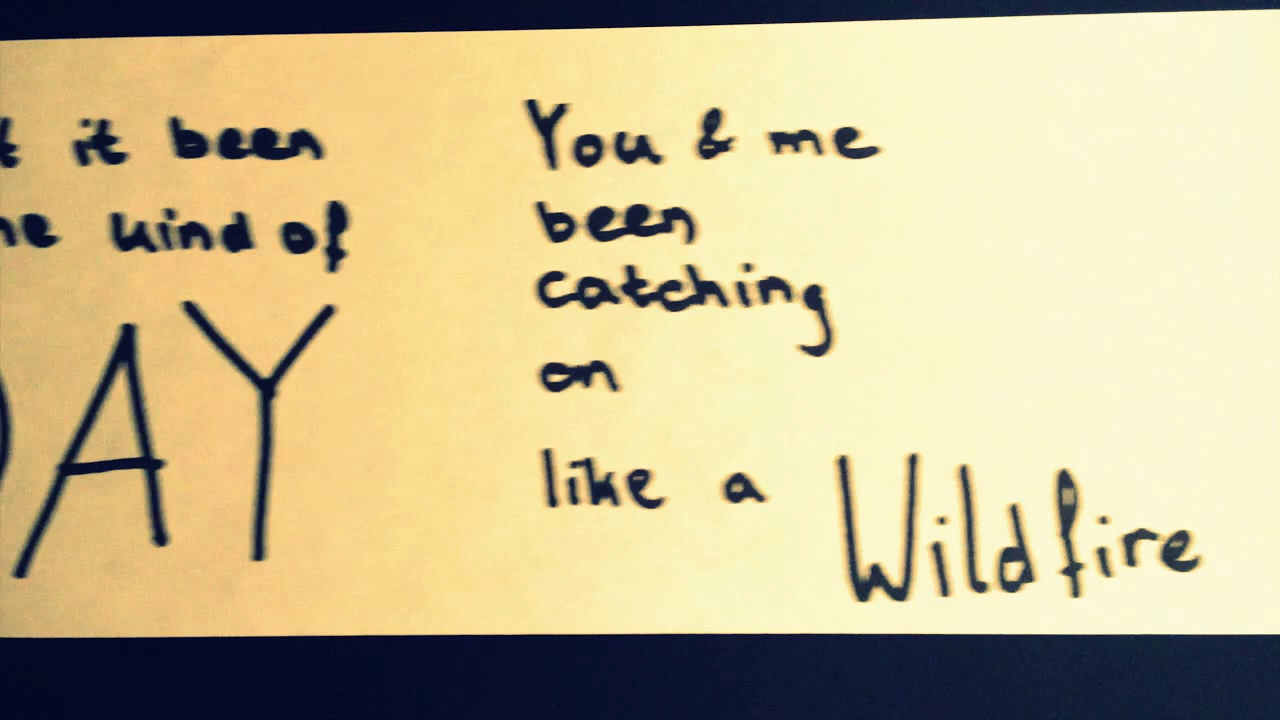 it been
kind of
AY
You & me
been
catching
on
like a Wildfire